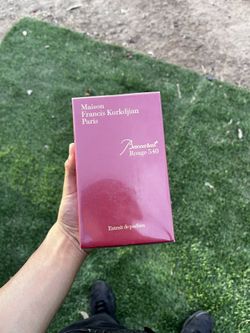 Maison
Francis Kurkdjian
Paris
Baccarat
Rouge 540
Extrait de parfum